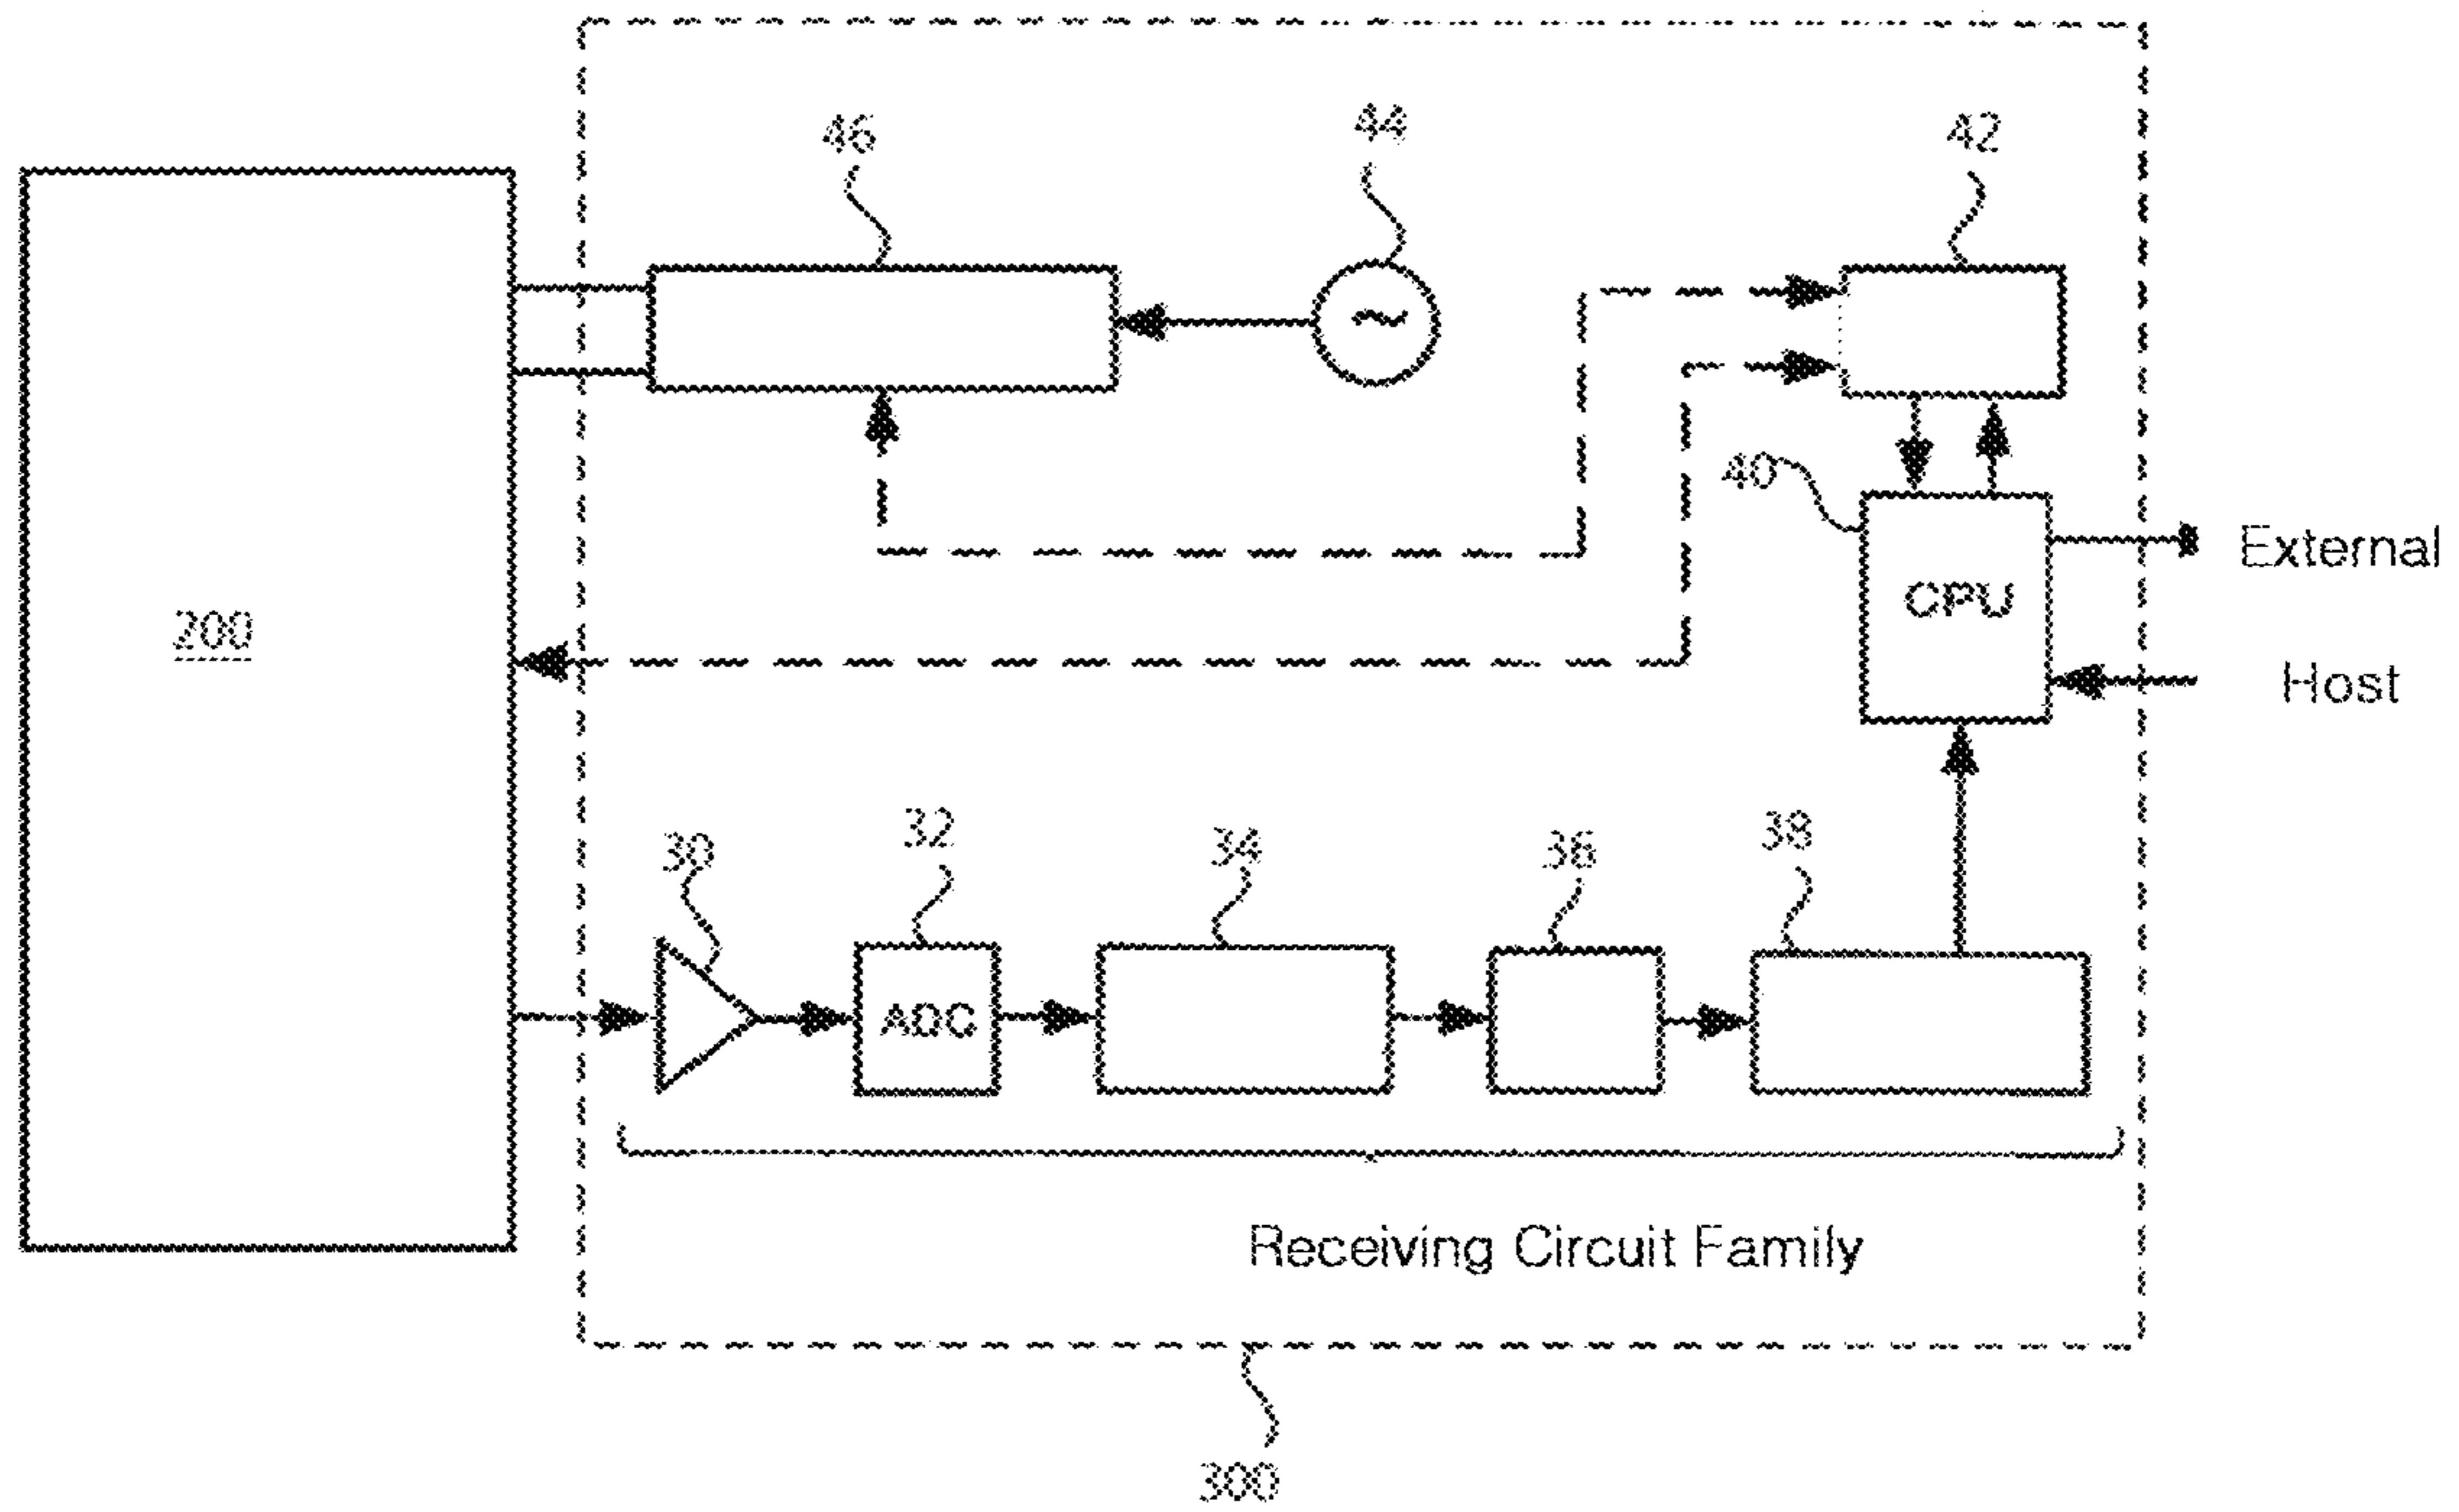 46
44
42
40
External
CPU
200
Host
30
32
34
36
38
ADC
Receiving Circuit Family
300